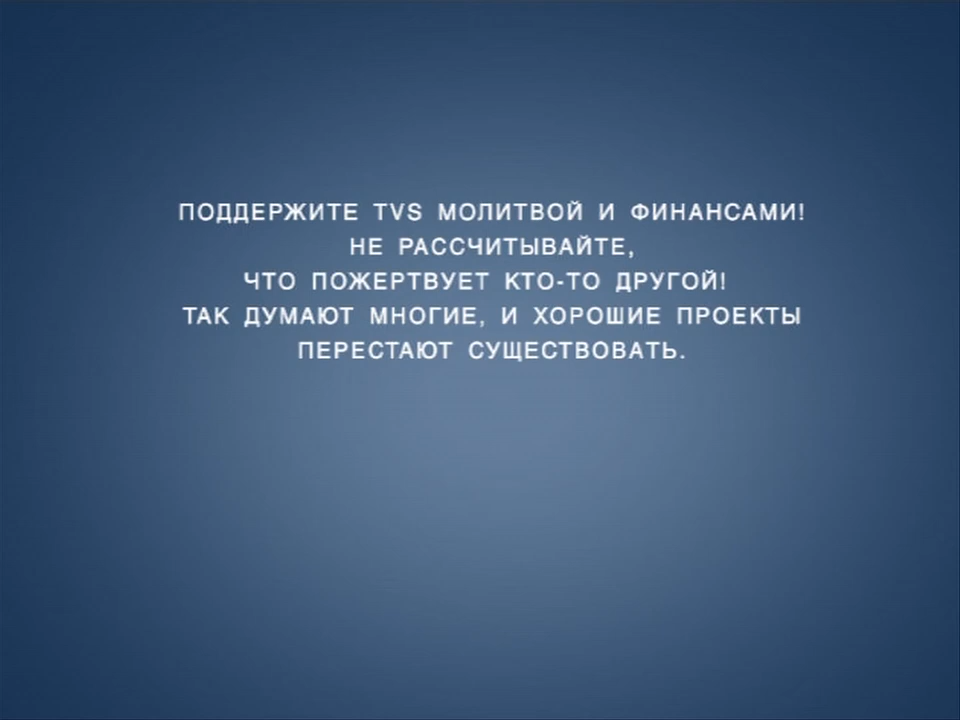 ПОДДЕРЖИТЕ TVS МОЛИТВОЙ И ФИНАНСАМИ!
НЕ РАССЧИТЫВАЙТЕ,
ЧТО ПОЖЕРТВУЕТ КТО-ТО ДРУГОЙ!
ТАК ДУМАЮТ МНОГИЕ, И ХОРОШИЕ ПРОЕКТЫ
ПЕРЕСТАЮТ СУЩЕСТВОВАТЬ.